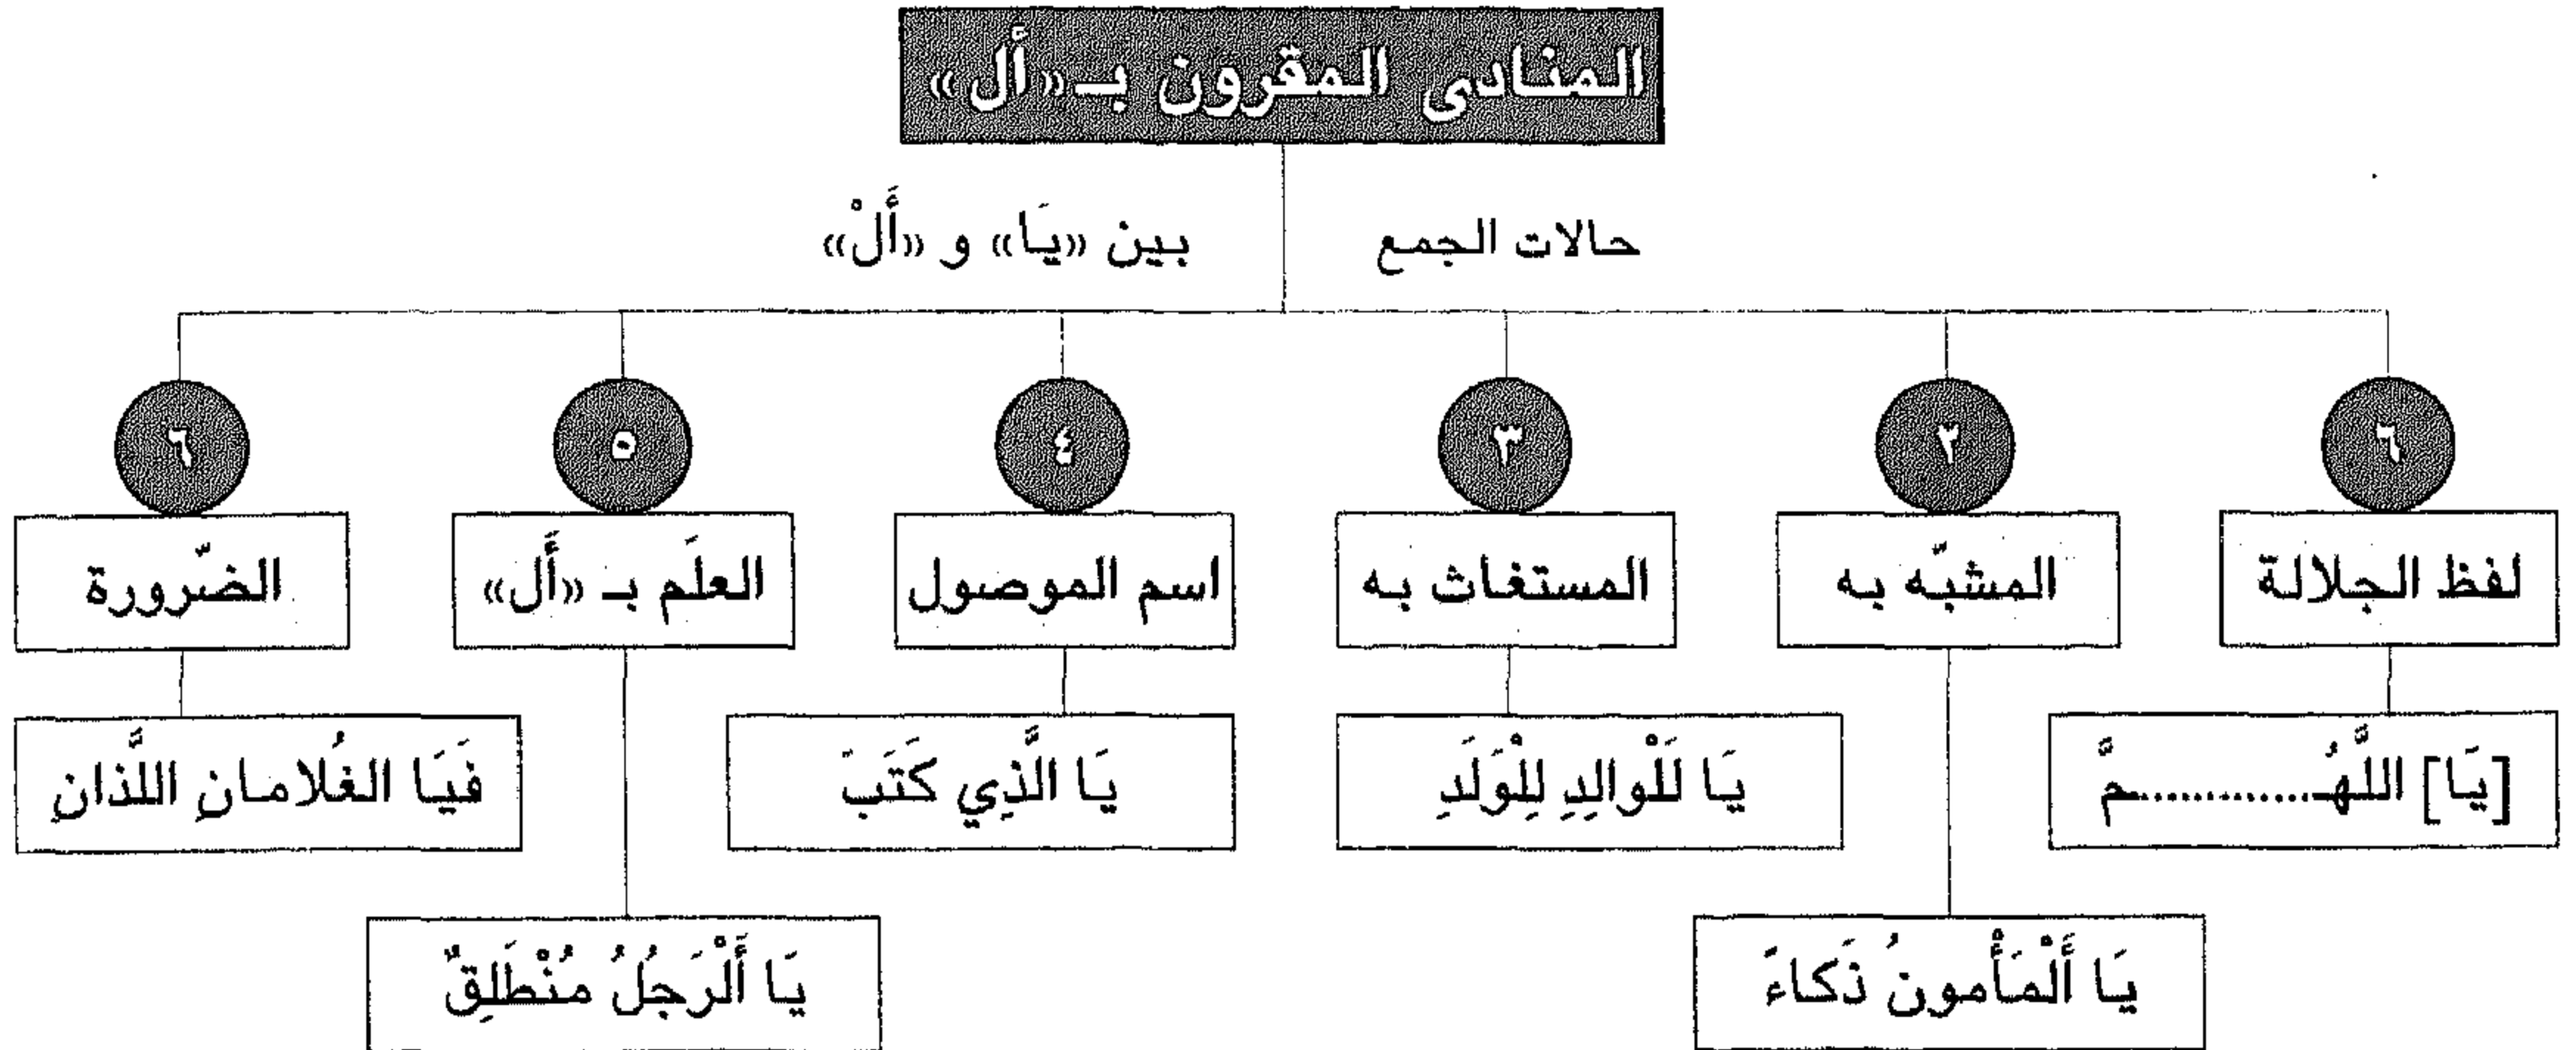 المنادى المقرون بـ «أل»
حالات الجمع بين «يَا» و «أَلْ»
٦
٢
٣
٤
٥
٦
لفظ الجلالة
المشبّه به
المستغاث به
اسم الموصول
العلَم بـ «أَل»
الضّرورة
[يَا] اللَّهُـ.............ـمَّ
يَا لَلْوالِدِ لِلْوَلَدِ
يَا الَّذِي كَتَبَ
فَيَا الغُلامانِ اللَّذانِ
يَا أَلْمَأْمونُ ذَكاءً
يَا أَلْرَجُلُ مُنْطَلِقٌ